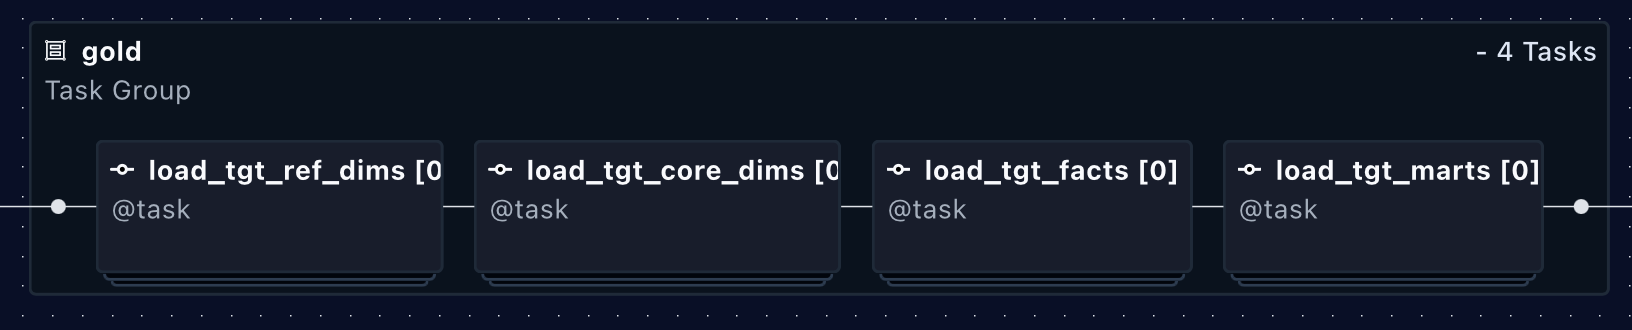 gold
- 4 Tasks
Task Group
load_tgt_ref_dims [0
@task
load_tgt_core_dims [0
@task
load_tgt_facts [0]
@task
load_tgt_marts [0]
@task